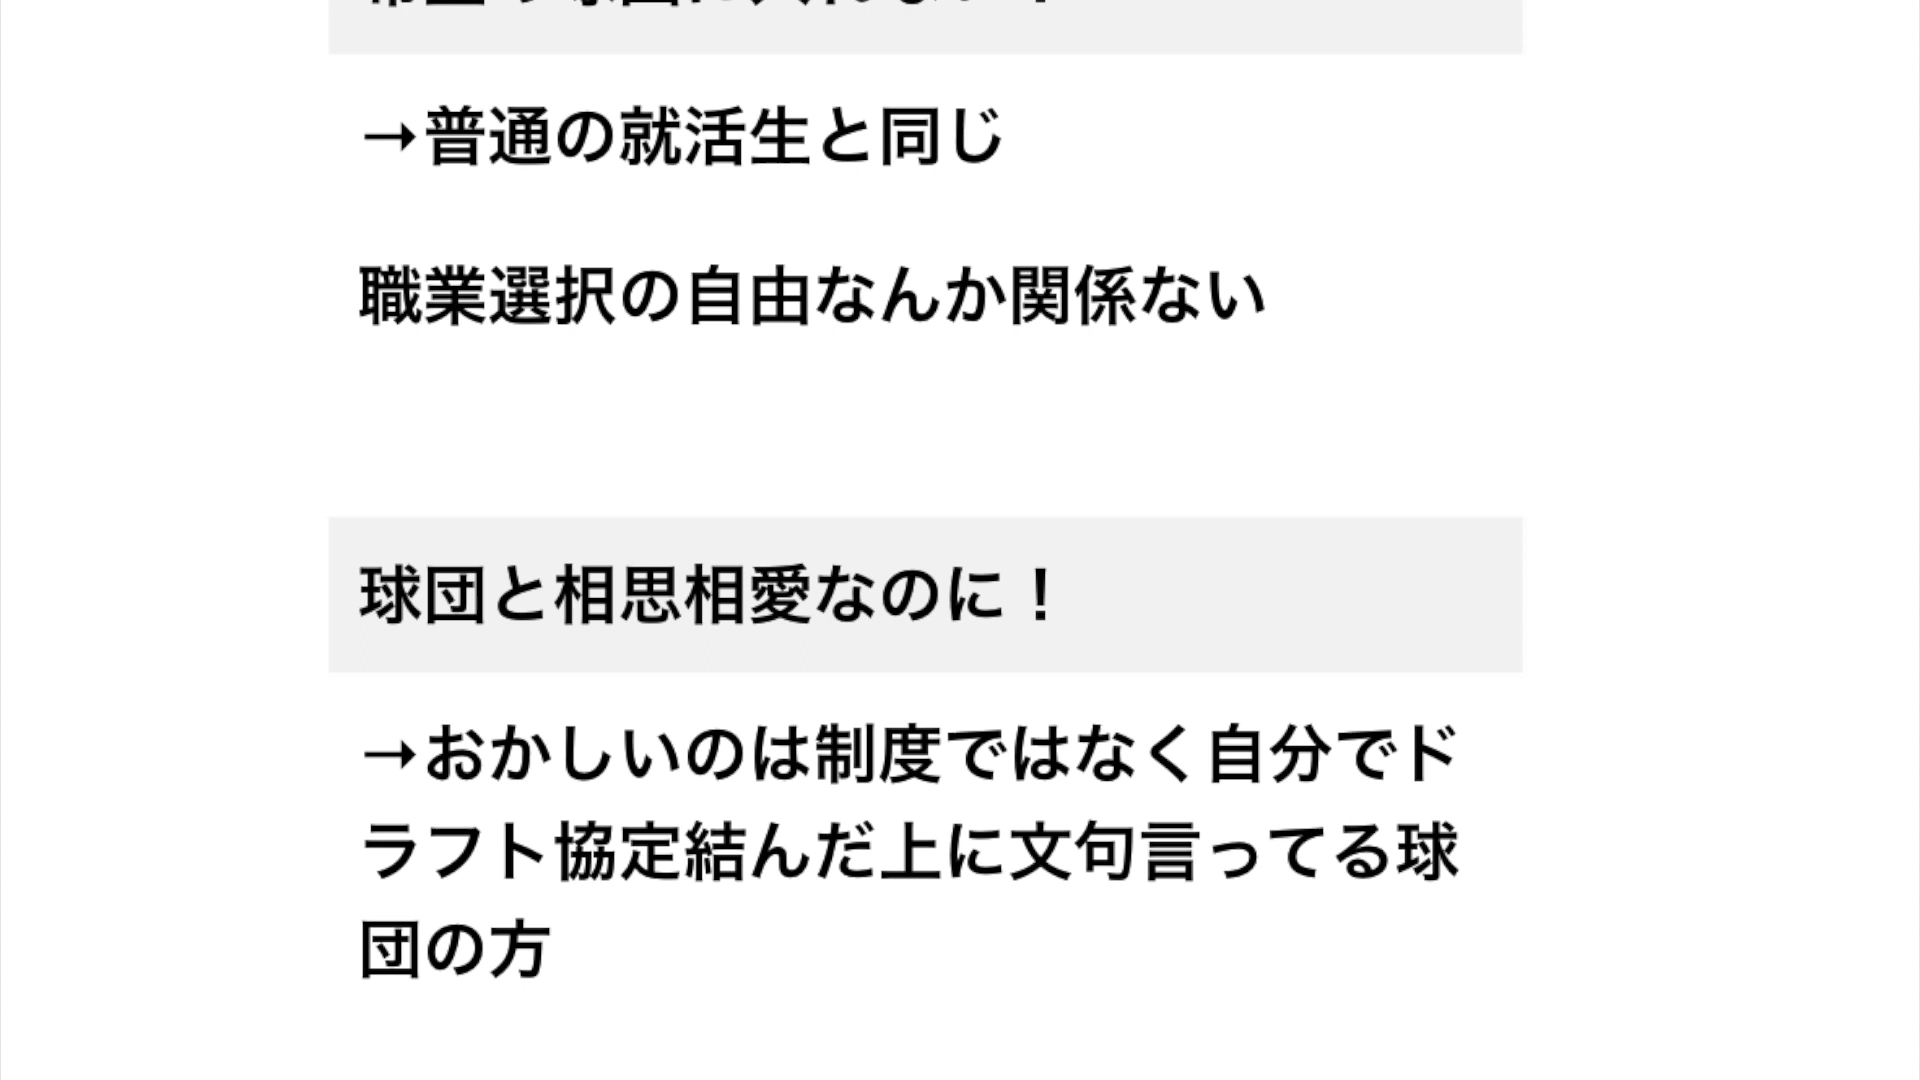 →普通の就活生と同じ
職業選択の自由なんか関係ない
球団と相思相愛なのに！
→おかしいのは制度ではなく自分でド
ラフト協定結んだ上に文句言ってる球
団の方